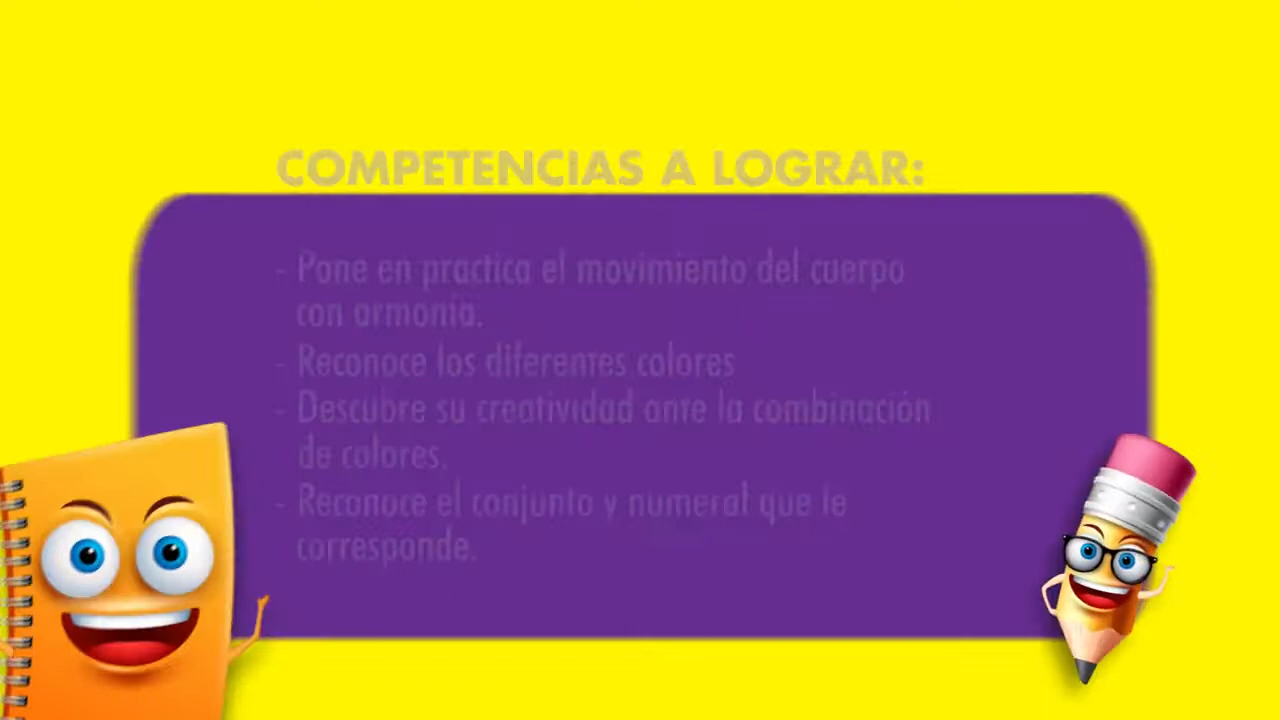 COMPETENCIAS A LOGRAR:
- Pone en practica el movimiento del cuerpo
con armonía.
- Reconoce los diferentes colores
- Descubre su creatividad ante la combinación
de colores.
- Reconoce el conjunto y numeral que le
corresponde.